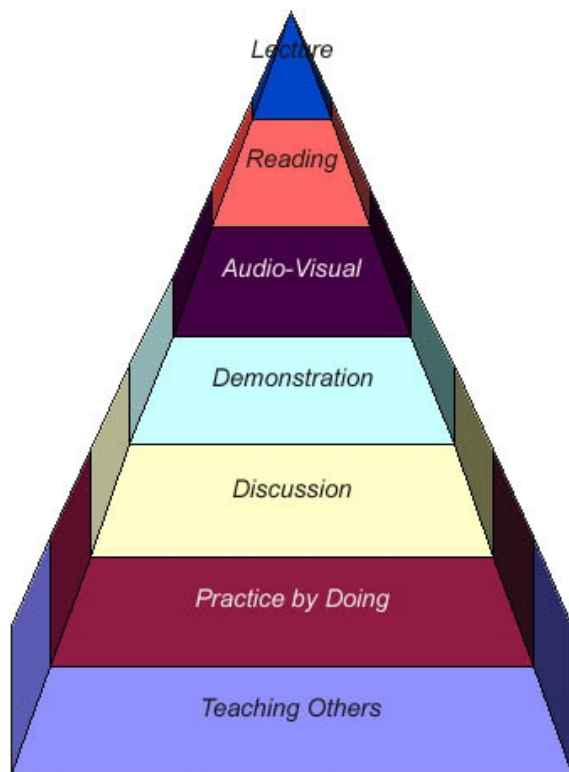 Lecture
Reading
Audio-Visual
Demonstration
Discussion
Practice by Doing
Teaching Others